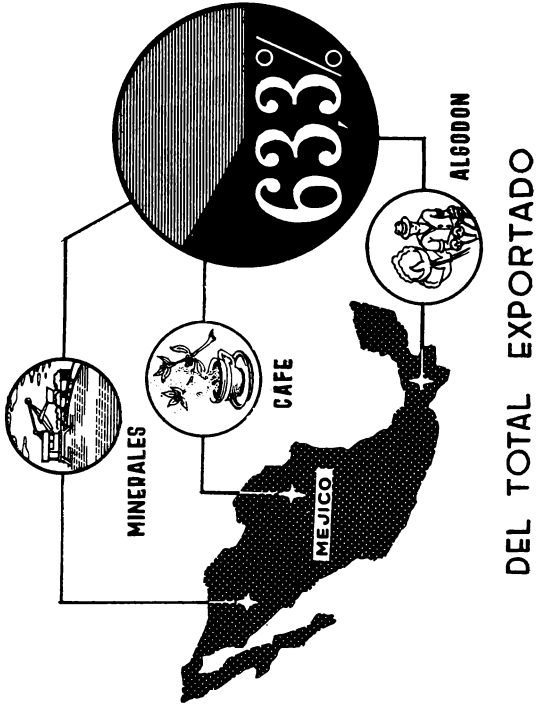 MINERALES
CAFE
63,3%
ALGODON
MEJICO
DEL TOTAL EXPORTADO